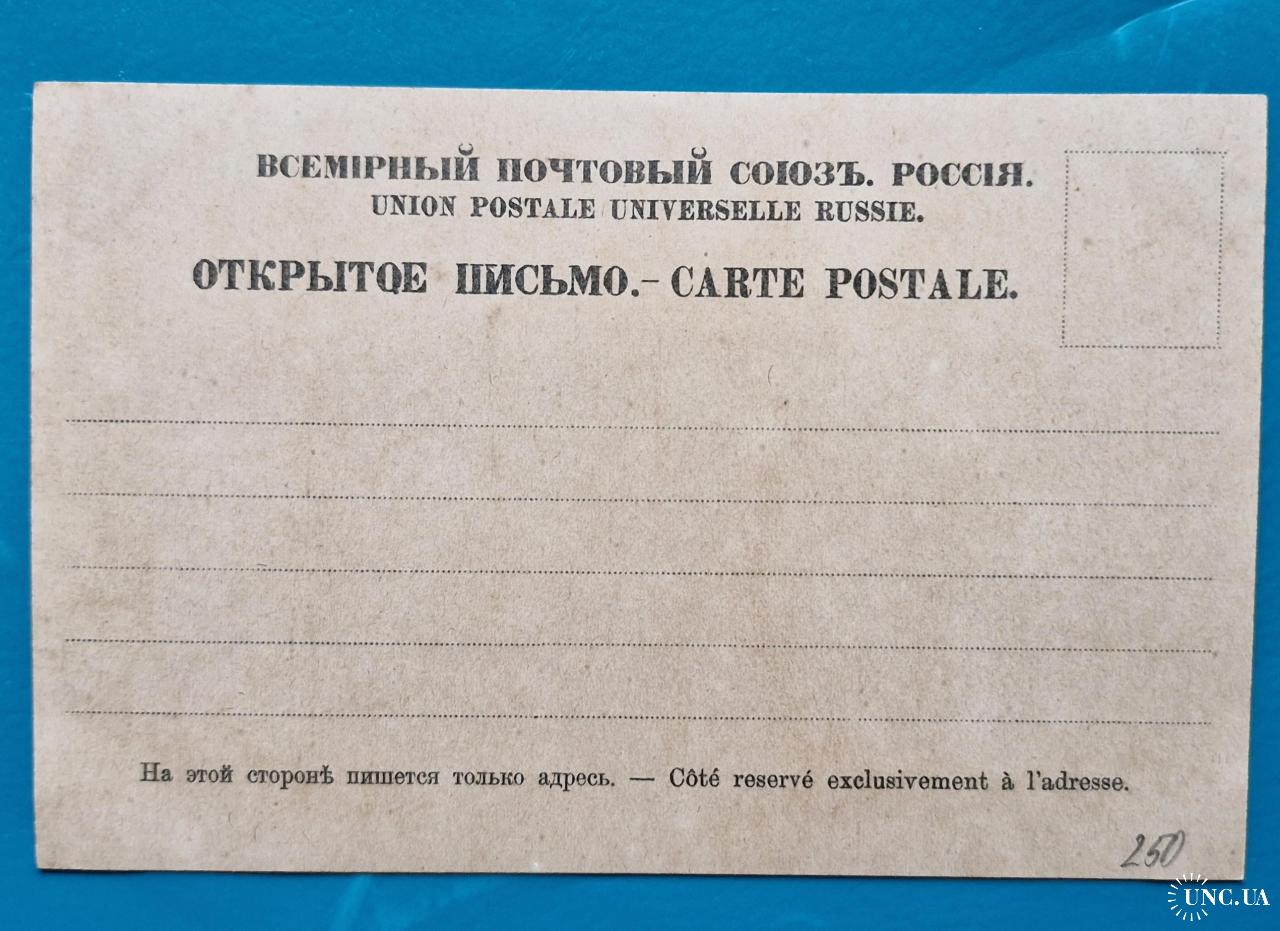 ВСЕМІРНЫЙ ПОЧТОВЫЙ СОЮЗЪ. РОССІЯ.
UNION POSTALE UNIVERSELLE RUSSIE.
ОТКРЫТОЕ ПИСЬМО.— CARTE POSTALE.
На этой сторонѣ пишется только адресь. — Côté reservé exclusivement à l'adresse.
250
UNC.UA